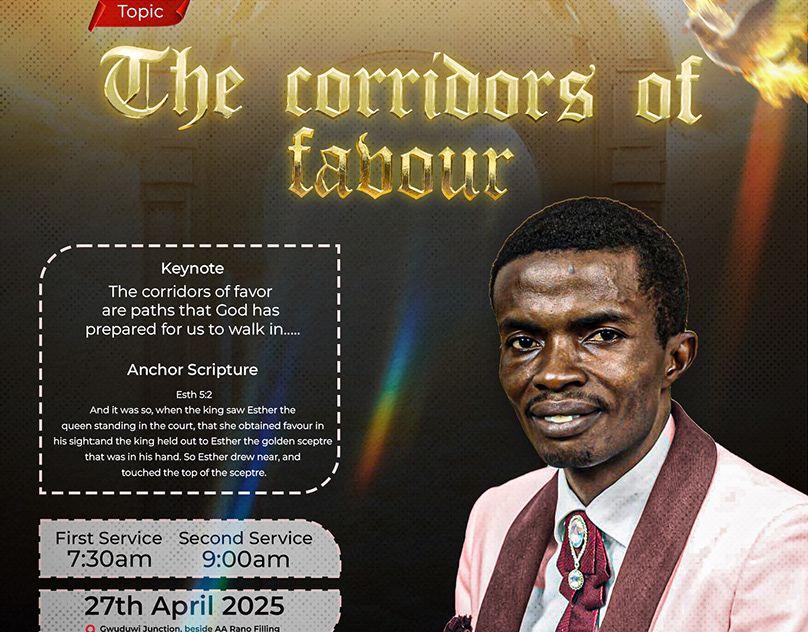 Topic
The corridors of
favour
Keynote
The corridors of favor
are paths that God has
prepared for us to walk in.....
Anchor Scripture
Esth 5:2
And it was so, when the king saw Esther the
queen standing in the court, that she obtained favour in
his sight:and the king held out to Esther the golden sceptre
that was in his hand. So Esther drew near, and
touched the top of the sceptre.
First Service Second Service
7:30am 9:00am
27th April 2025
Gwuduwi Junction, beside AA Rano Filling